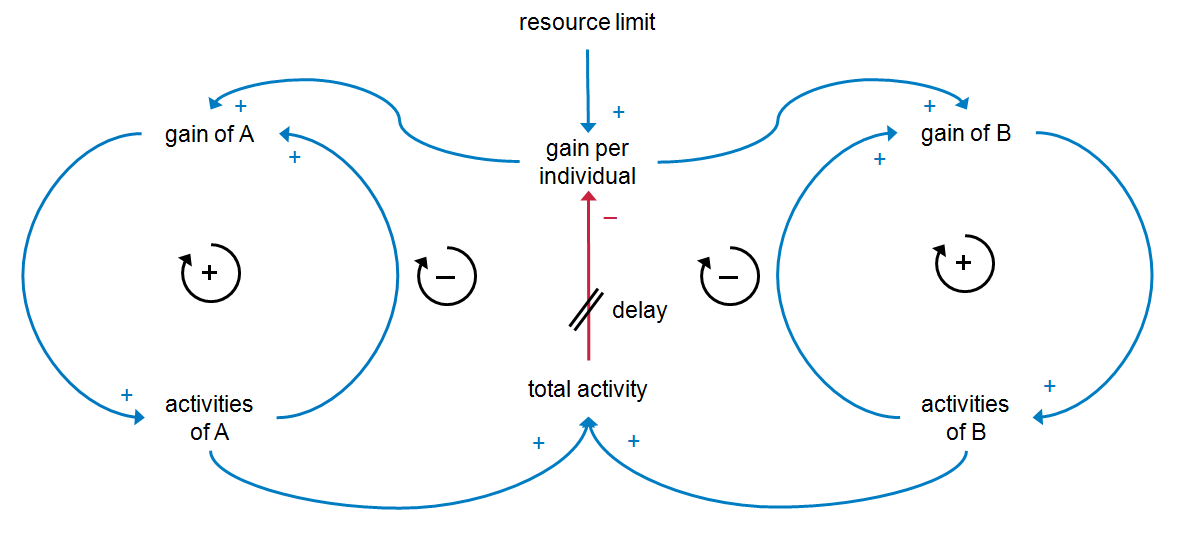 resource limit
+
+
+
gain of A
gain of B
+
gain per
individual
+
+
–
+
–
–
+
delay
total activity
+
+
activities
of A
activities
of B
+
+